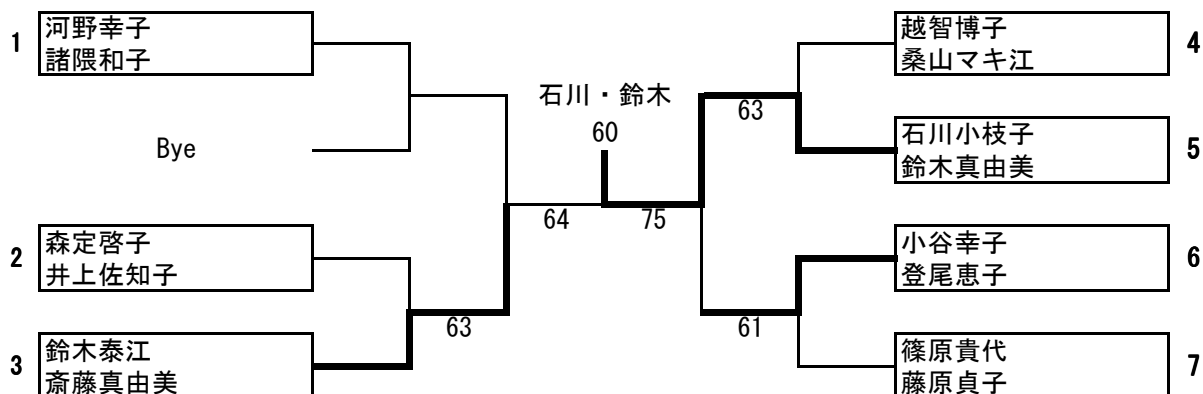 1
河野幸子
諸隈和子
Bye
2
森定啓子
井上佐知子
3
鈴木泰江
斎藤真由美
63
64
石川・鈴木
60
75
63
61
越智博子
桑山マキ江
4
石川小枝子
鈴木真由美
5
小谷幸子
登尾恵子
6
篠原貴代
藤原貞子
7